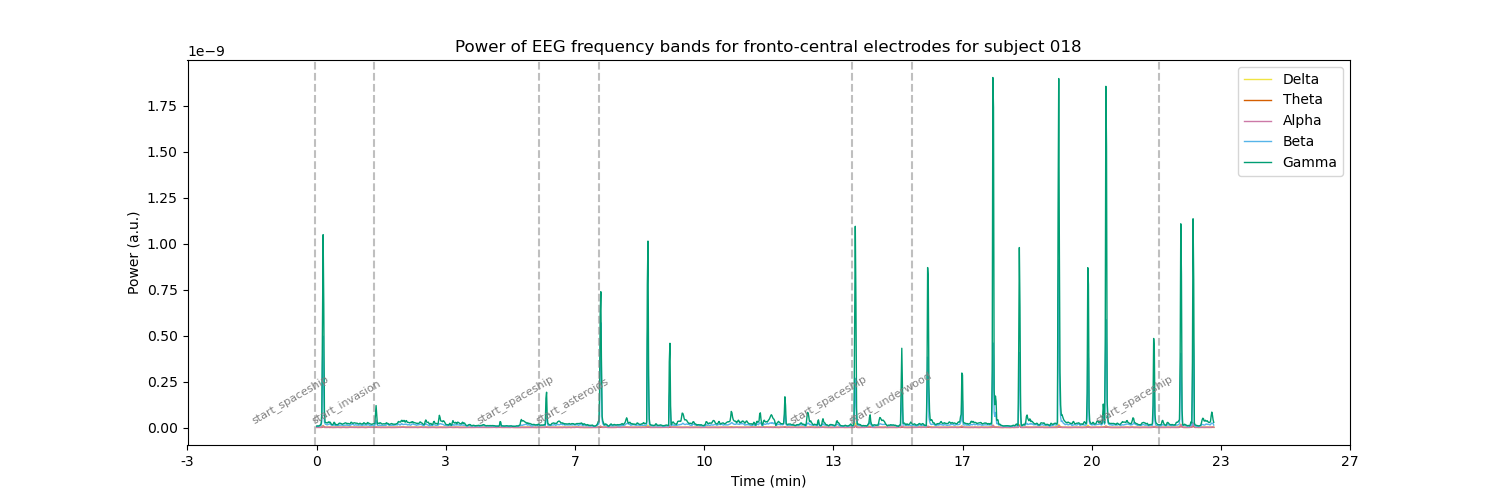 Power of EEG frequency bands for fronto-central electrodes for subject 018
1e−9
Delta
Theta
Alpha
Beta
Gamma
1.75
1.50
1.25
1.00
0.75
0.50
0.25
0.00
Power (a.u.)
start_spaceship
start_invasion
start_spaceship
start_asteroids
start_spaceship
start_underwood
start_spaceship
-3 0 3 7 10 13 17 20 23 27
Time (min)